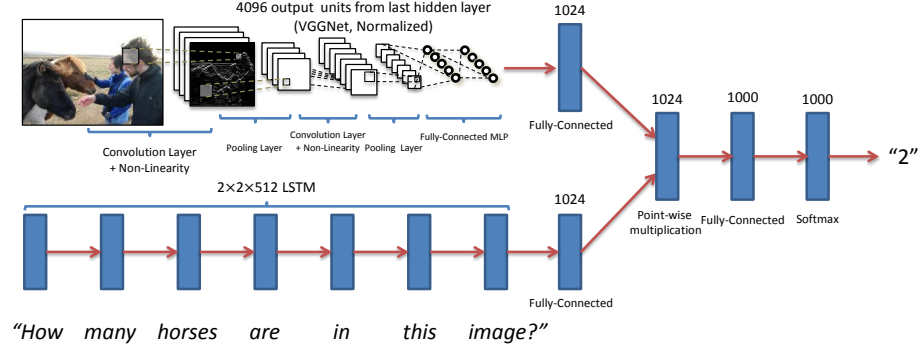 4096 output units from last hidden layer
(VGGNet, Normalized)
1024
Convolution Layer
+ Non-Linearity
Pooling Layer
Convolution Layer
+ Non-Linearity
Pooling Layer
Fully-Connected MLP
Fully-Connected
1024
1000
1000
"2"
2×2×512 LSTM
1024
Point-wise
multiplication
Fully-Connected
Softmax
Fully-Connected
"How many horses are in this image?"